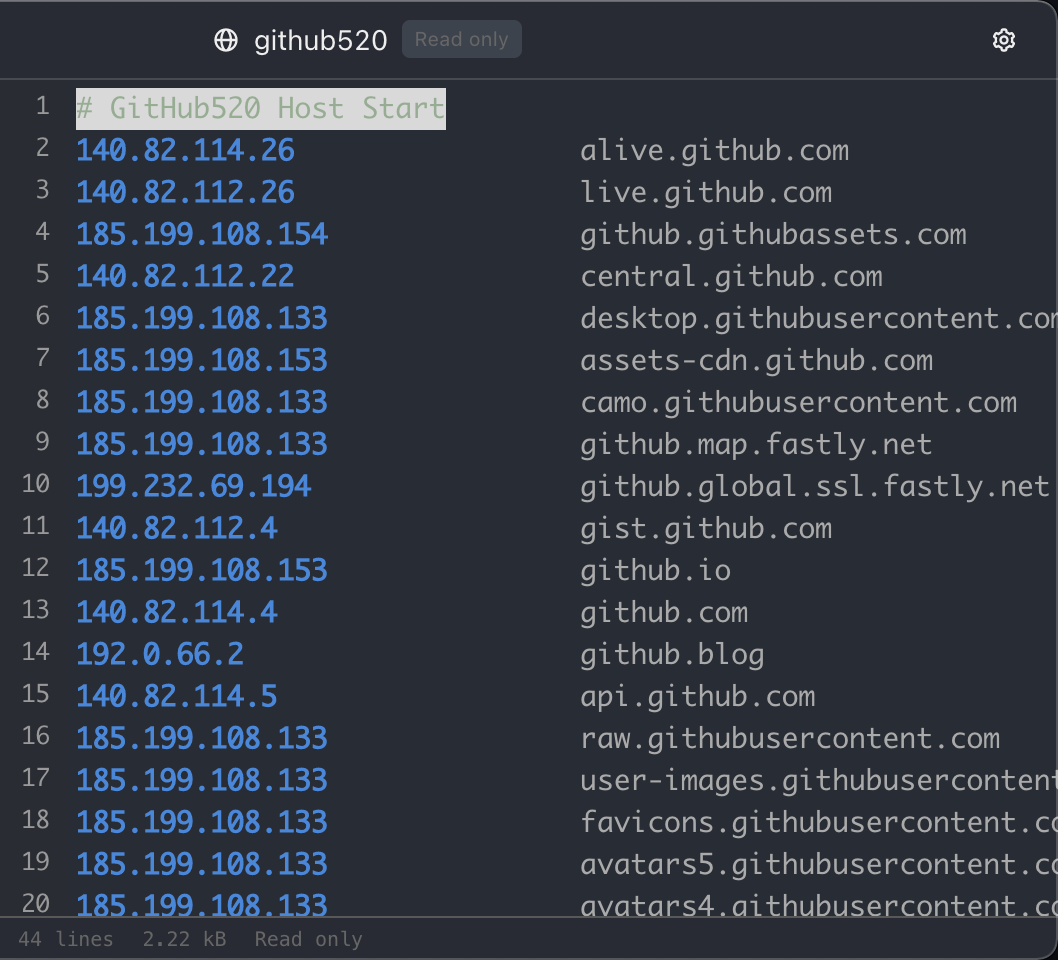 github520 Read only
1 # GitHub520 Host Start
2 140.82.114.26 alive.github.com
3 140.82.112.26 live.github.com
4 185.199.108.154 github.githubassets.com
5 140.82.112.22 central.github.com
6 185.199.108.133 desktop.githubusercontent.com
7 185.199.108.153 assets-cdn.github.com
8 185.199.108.133 camo.githubusercontent.com
9 185.199.108.133 github.map.fastly.net
10 199.232.69.194 github.global.ssl.fastly.net
11 140.82.112.4 gist.github.com
12 185.199.108.153 github.io
13 140.82.114.4 github.com
14 192.0.66.2 github.blog
15 140.82.114.5 api.github.com
16 185.199.108.133 raw.githubusercontent.com
17 185.199.108.133 user-images.githubusercontent
18 185.199.108.133 favicons.githubusercontent.co
19 185.199.108.133 avatars5.githubusercontent.co
20 185.199.108.133 avatars4.githubusercontent.co
44 lines 2.22 kB Read only